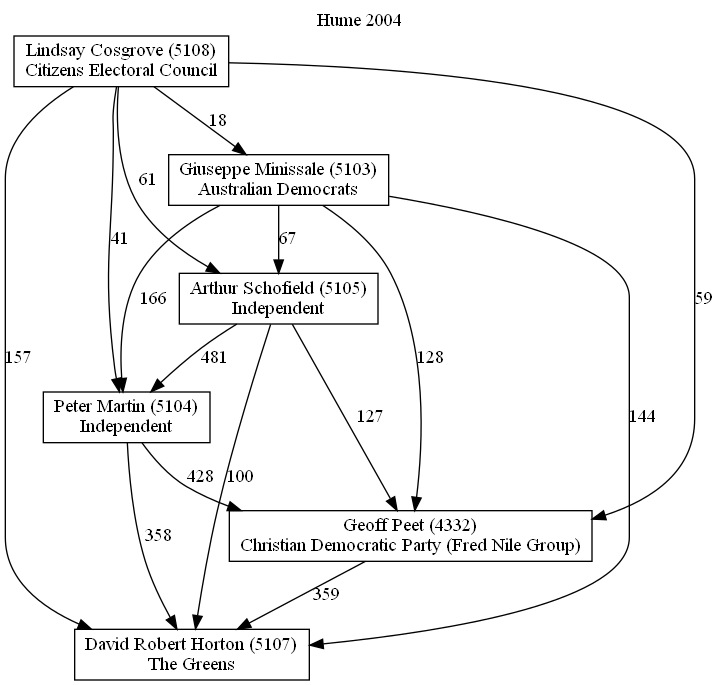 Hume 2004
Lindsay Cosgrove (5108)
Citizens Electoral Council
18
Giuseppe Minissale (5103)
Australian Democrats
61
41
67
166
Arthur Schofield (5105)
Independent
59
157
481
128
Peter Martin (5104)
Independent
127
144
428
100
Geoff Peet (4332)
Christian Democratic Party (Fred Nile Group)
358
359
David Robert Horton (5107)
The Greens